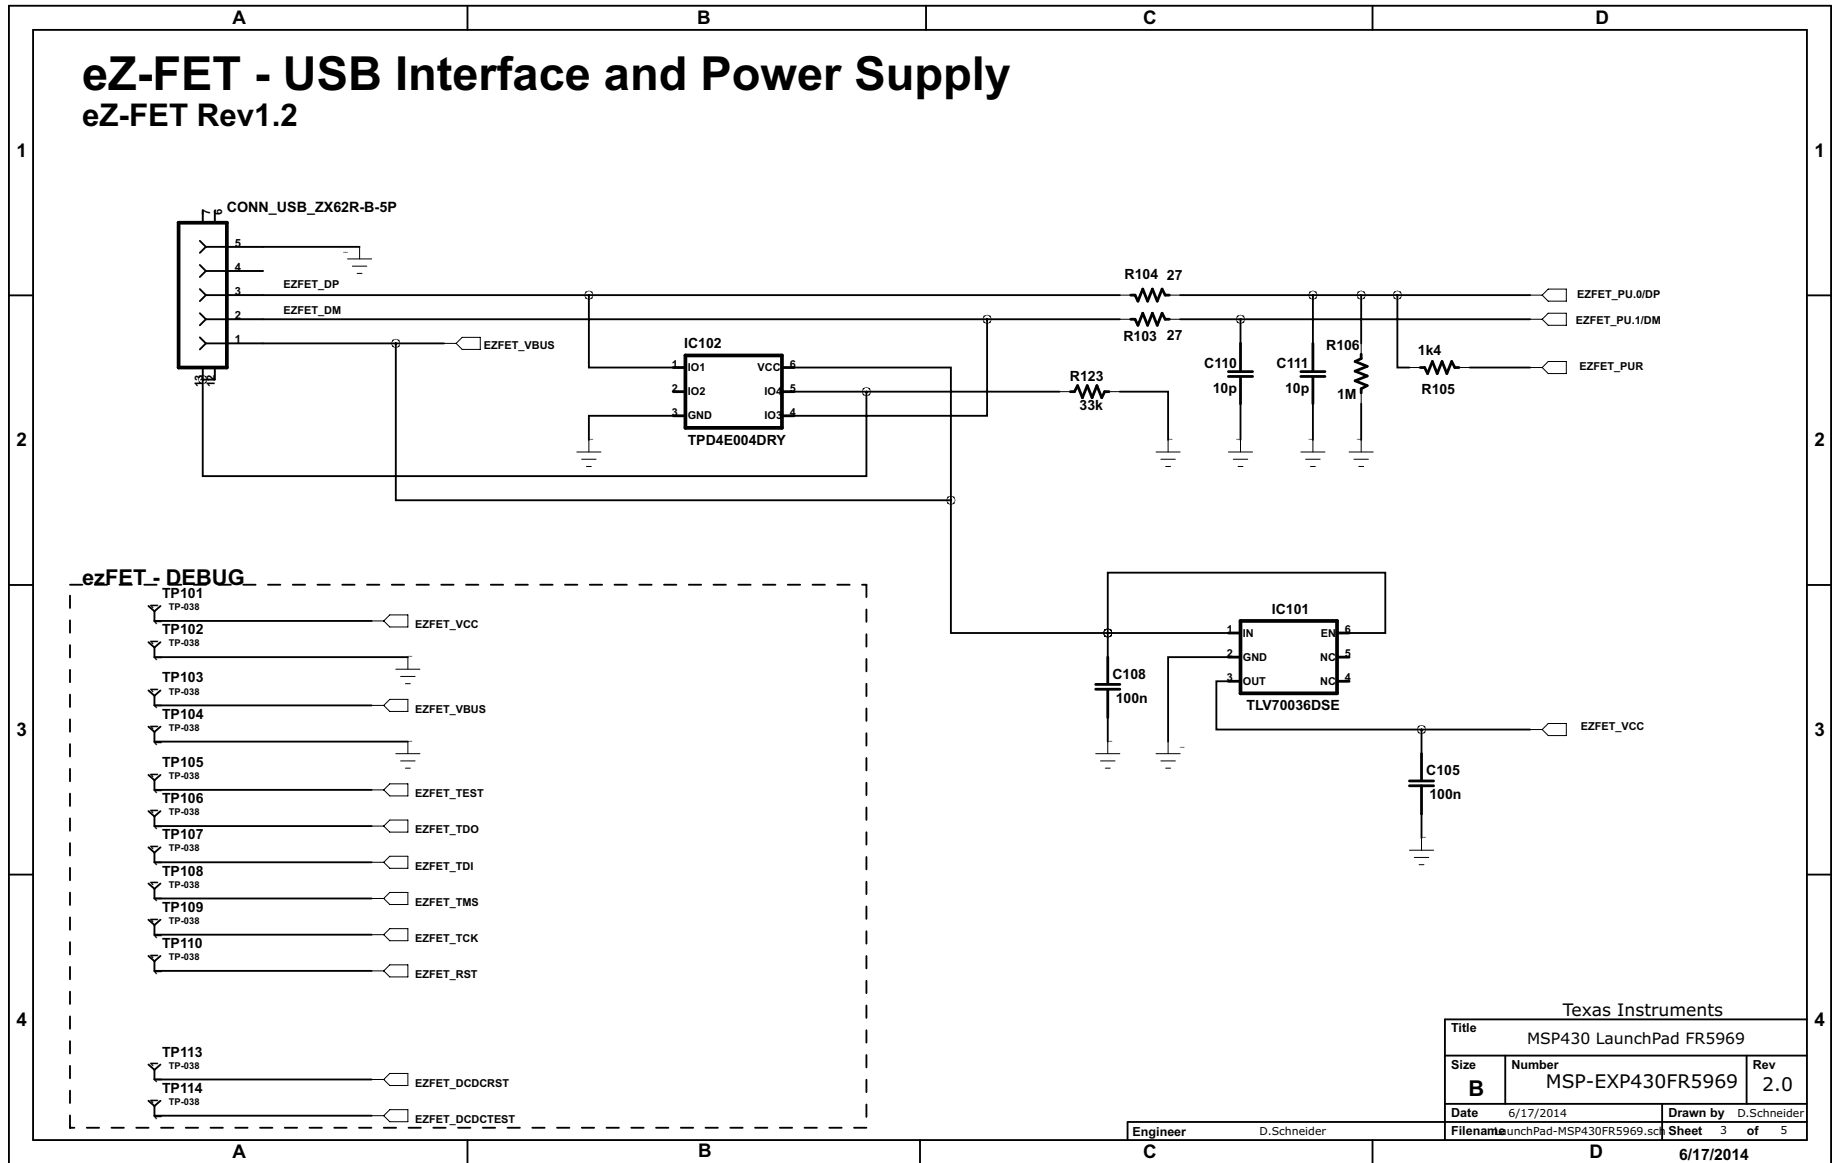 A B C D
eZ-FET - USB Interface and Power Supply
eZ-FET Rev1.2
1 1
CONN_USB_ZX62R-B-5P
7 6
5
4
3 EZFET_DP
2 EZFET_DM
1 EZFET_VBUS
R104 27
EZFET_PU.0/DP
R103 27
EZFET_PU.1/DM
IC102
1 IO1 VCC 6
2 IO2 IO4 5
3 GND IO3 4
TPD4E004DRY
R123
33k
C110
10p
C111
10p
R106
1M
1k4
R105
EZFET_PUR
2 2
ezFET - DEBUG
TP101
TP-038
EZFET_VCC
TP102
TP-038
TP103
TP-038
EZFET_VBUS
TP104
TP-038
TP105
TP-038
EZFET_TEST
TP106
TP-038
EZFET_TDO
TP107
TP-038
EZFET_TDI
TP108
TP-038
EZFET_TMS
TP109
TP-038
EZFET_TCK
TP110
TP-038
EZFET_RST
TP113
TP-038
EZFET_DCDCRST
TP114
TP-038
EZFET_DCDCTEST
IC101
1 IN EN 6
2 GND NC 5
3 OUT NC 4
TLV70036DSE
C108
100n
EZFET_VCC
C105
100n
3 3
4 4
Texas Instruments
Title
MSP430 LaunchPad FR5969
Size Number Rev
B MSP-EXP430FR5969 2.0
Date 6/17/2014 Drawn by D.Schneider
Engineer D.Schneider
Filename unchPad-MSP430FR5969.sch Sheet 3 of 5
A B C D
6/17/2014